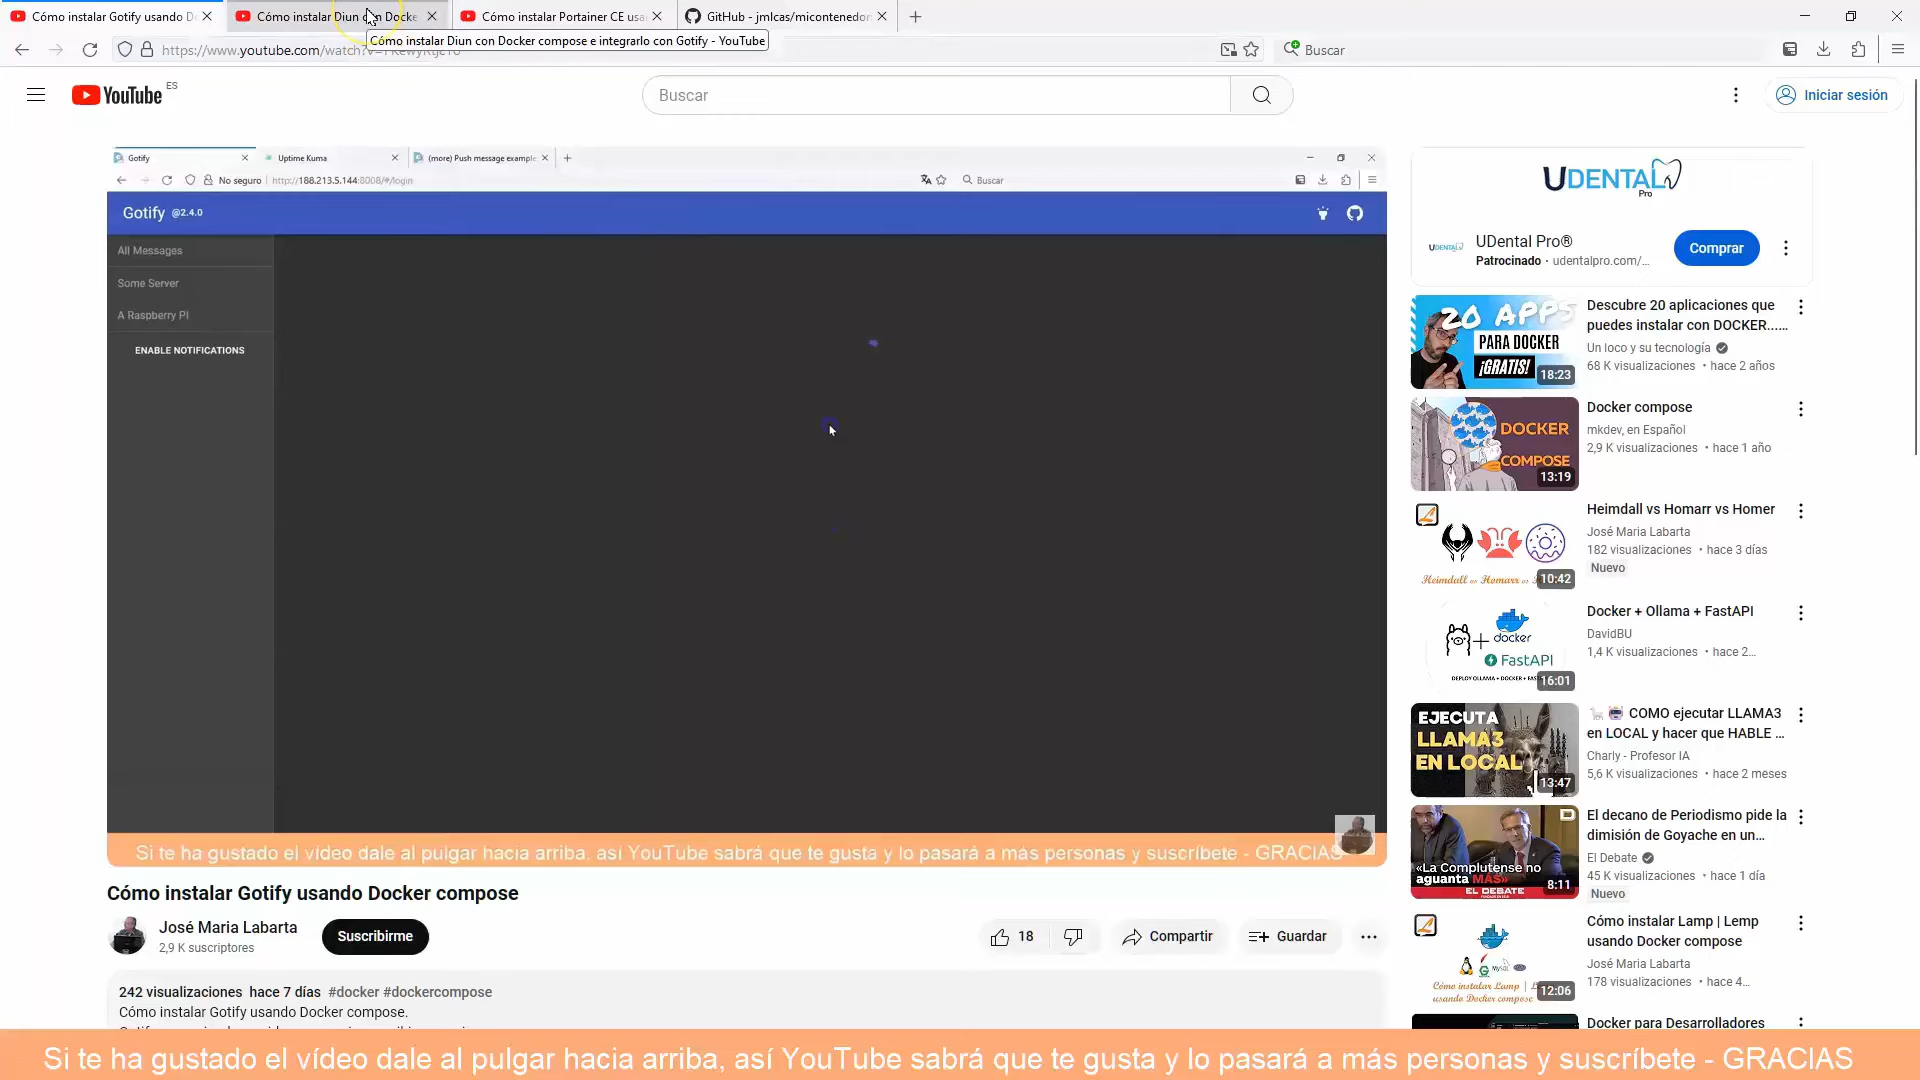 Cómo instalar Gotify usando D
Cómo instalar Diun con Docke
Cómo instalar Portainer CE usa
GitHub - jmlcas/micontenedor
Cómo instalar Diun con Docker compose e integrarlo con Gotify - YouTube
https://www.youtube.com/watch?v=
Buscar
YouTube
ES
Buscar
Iniciar sesión
Gotify
Uptime Kuma
(more) Push message example
No seguro
http://188.213.5.144:8008/#/login
Buscar
Gotify @2.4.0
All Messages
Some Server
A Raspberry PI
ENABLE NOTIFICATIONS
Si te ha gustado el vídeo dale al pulgar hacia arriba, así YouTube sabrá que te gusta y lo pasará a más personas y suscríbete - GRACIAS
Cómo instalar Gotify usando Docker compose
José Maria Labarta
2,9 K suscriptores
Suscribirme
18
Compartir
Guardar
242 visualizaciones hace 7 días #docker #dockercompose
Cómo instalar Gotify usando Docker compose.
UDENTAL
Pro
UDENTAL
UDental Pro®
Patrocinado · udentalpro.com/...
Comprar
20 APPS
PARA DOCKER
¡GRATIS!
18:23
Descubre 20 aplicaciones que
puedes instalar con DOCKER......
Un loco y su tecnología
68 K visualizaciones • hace 2 años
DOCKER
COMPOSE
13:19
Docker compose
mkdev, en Español
2,9 K visualizaciones • hace 1 año
Heimdall vs Homarr vs
10:42
Heimdall vs Homarr vs Homer
José Maria Labarta
182 visualizaciones • hace 3 días
Nuevo
docker
FastAPI
DEPLOY OLLAMA + DOCKER + FAS
16:01
Docker + Ollama + FastAPI
DavidBU
1,4 K visualizaciones • hace 2...
EJECUTA
LLAMA3
EN LOCAL
13:47
🦙 🤖 COMO ejecutar LLAMA3
en LOCAL y hacer que HABLE ...
Charly - Profesor IA
5,6 K visualizaciones • hace 2 meses
«La Complutense no
aguanta MÁS»
EL DEBATE
8:11
El decano de Periodismo pide la
dimisión de Goyache en un...
El Debate
45 K visualizaciones • hace 1 día
Nuevo
MySQL
Cómo instalar Lamp | L
usando Docker compose
12:06
Cómo instalar Lamp | Lemp
usando Docker compose
José Maria Labarta
178 visualizaciones • hace 4...
Docker para Desarrolladores
Si te ha gustado el vídeo dale al pulgar hacia arriba, así YouTube sabrá que te gusta y lo pasará a más personas y suscríbete - GRACIAS